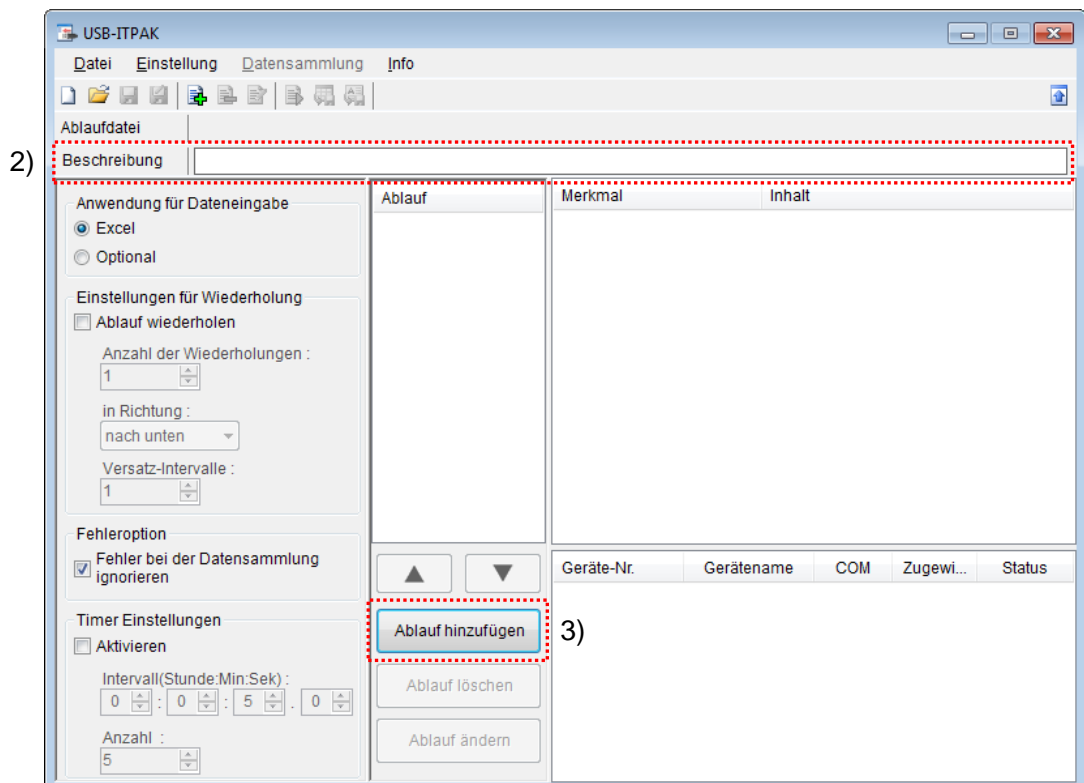 USB-ITPAK
Datei Einstellung Datensammlung Info
Ablaufdatei
2)
Beschreibung
Anwendung für Dateneingabe
Excel
Optional
Einstellungen für Wiederholung
Ablauf wiederholen
Anzahl der Wiederholungen :
1
in Richtung :
nach unten
Versatz-Intervalle :
1
Fehleroption
Fehler bei der Datensammlung
ignorieren
Timer Einstellungen
Aktivieren
Intervall(Stunde:Min:Sek) :
0 : 0 : 5 . 0
Anzahl :
5
Ablauf
▲ ▼
Ablauf hinzufügen
3)
Ablauf löschen
Ablauf ändern
Merkmal Inhalt
Geräte-Nr. Gerätename COM Zugewi... Status